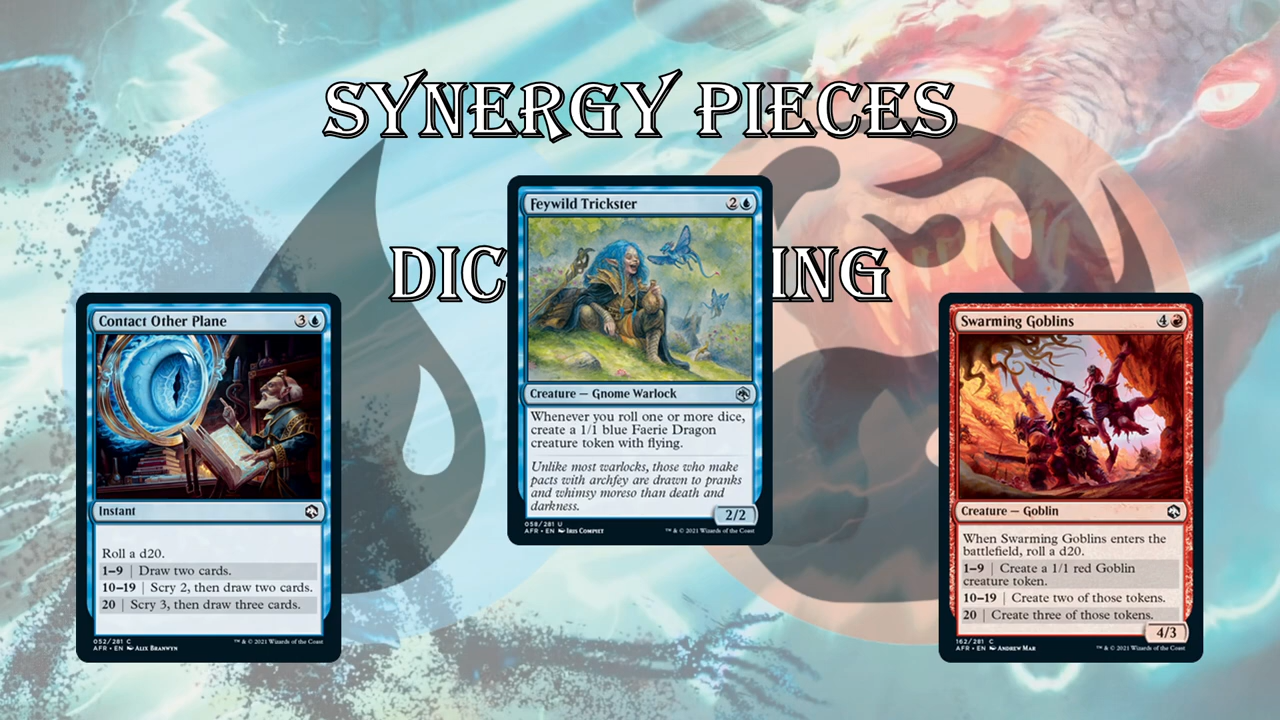 SYNERGY PIECES
DIC ING
Contact Other Plane 3
Instant
Roll a d20.
1–9 | Draw two cards.
10–19 | Scry 2, then draw two cards.
20 | Scry 3, then draw three cards.
052/281 C
AFR • EN ALIX BRANWYN
™ & © 2021 Wizards of the Coast
Feywild Trickster 2
Creature — Gnome Warlock
Whenever you roll one or more dice,
create a 1/1 blue Faerie Dragon
creature token with flying.
Unlike most warlocks, those who make
pacts with archfey are drawn to pranks
and whimsy moreso than death and
darkness.
2/2
058/281 U
AFR • EN IRIS COMPIET
™ & © 2021 Wizards of the Coast
Swarming Goblins 4
Creature — Goblin
When Swarming Goblins enters the
battlefield, roll a d20.
1–9 | Create a 1/1 red Goblin
creature token.
10–19 | Create two of those tokens.
20 | Create three of those tokens.
4/3
162/281 C
AFR • EN ANDREW MAR
™ & © 2021 Wizards of the Coast